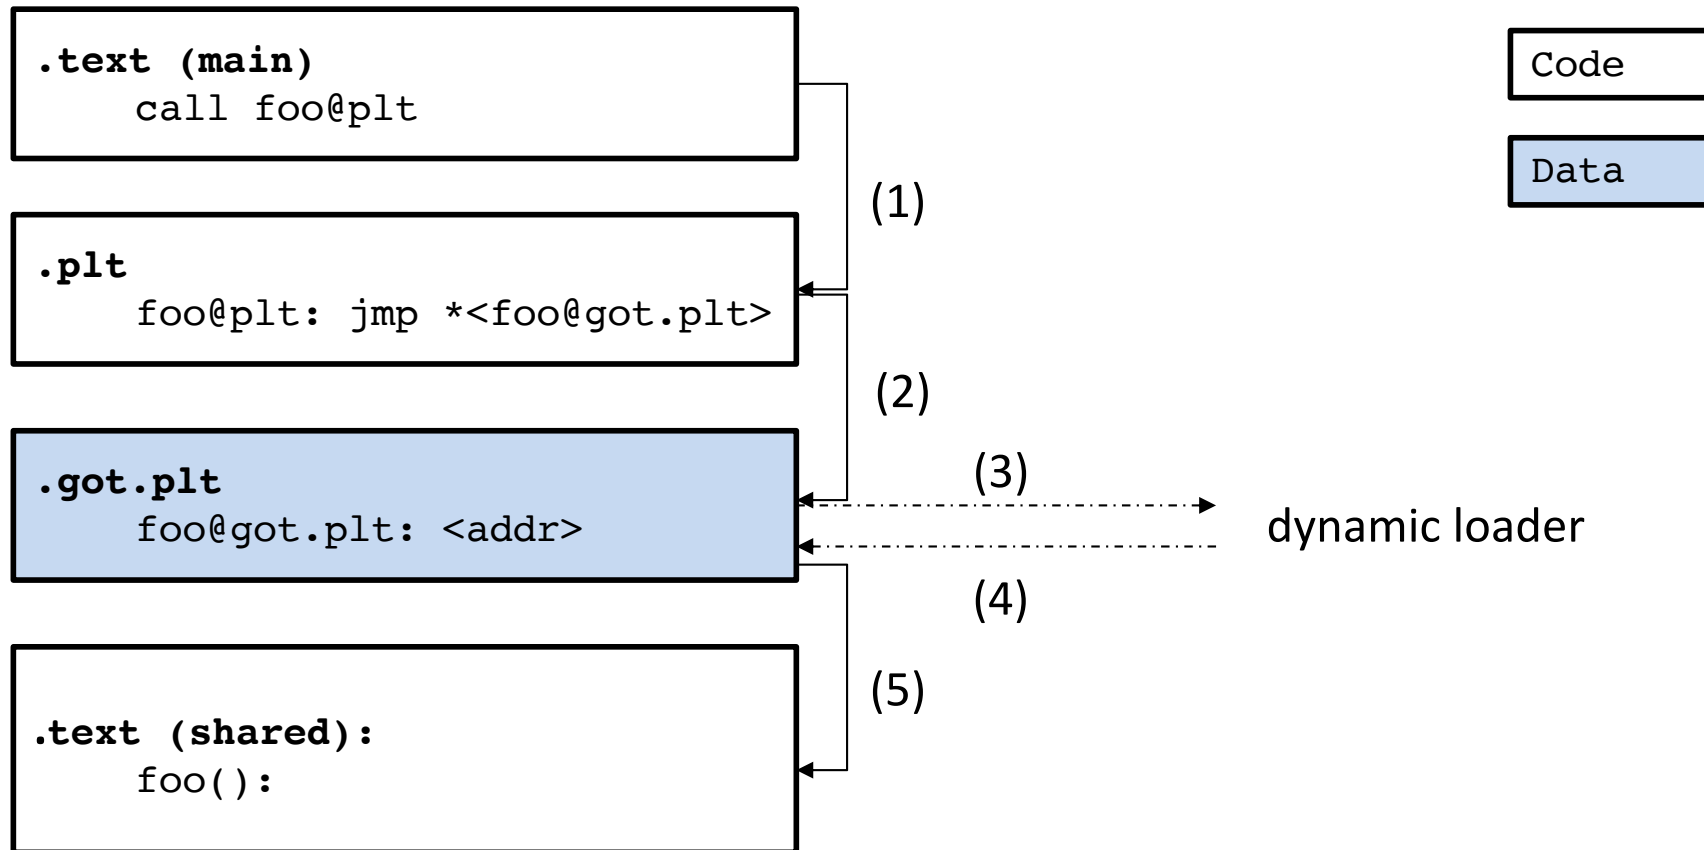 .text (main)
call foo@plt
Code
Data
(1)
.plt
foo@plt: jmp *<foo@got.plt>
(2)
.got.plt
foo@got.plt: <addr>
(3)
dynamic loader
(4)
(5)
.text (shared):
foo():